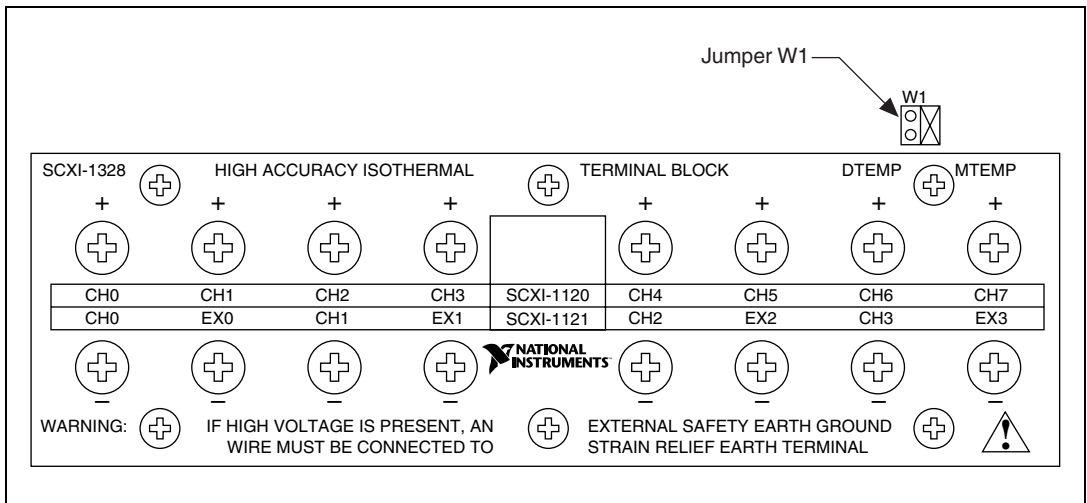 Jumper W1
W1
SCXI-1328 HIGH ACCURACY ISOTHERMAL TERMINAL BLOCK DTEMP MTEMP
+ + + + + + + +
CH0 CH1 CH2 CH3 SCXI-1120 CH4 CH5 CH6 CH7
CH0 EX0 CH1 EX1 SCXI-1121 CH2 EX2 CH3 EX3
NATIONAL
INSTRUMENTS
– – – – – – – –
WARNING: IF HIGH VOLTAGE IS PRESENT, AN EXTERNAL SAFETY EARTH GROUND
WIRE MUST BE CONNECTED TO STRAIN RELIEF EARTH TERMINAL
!